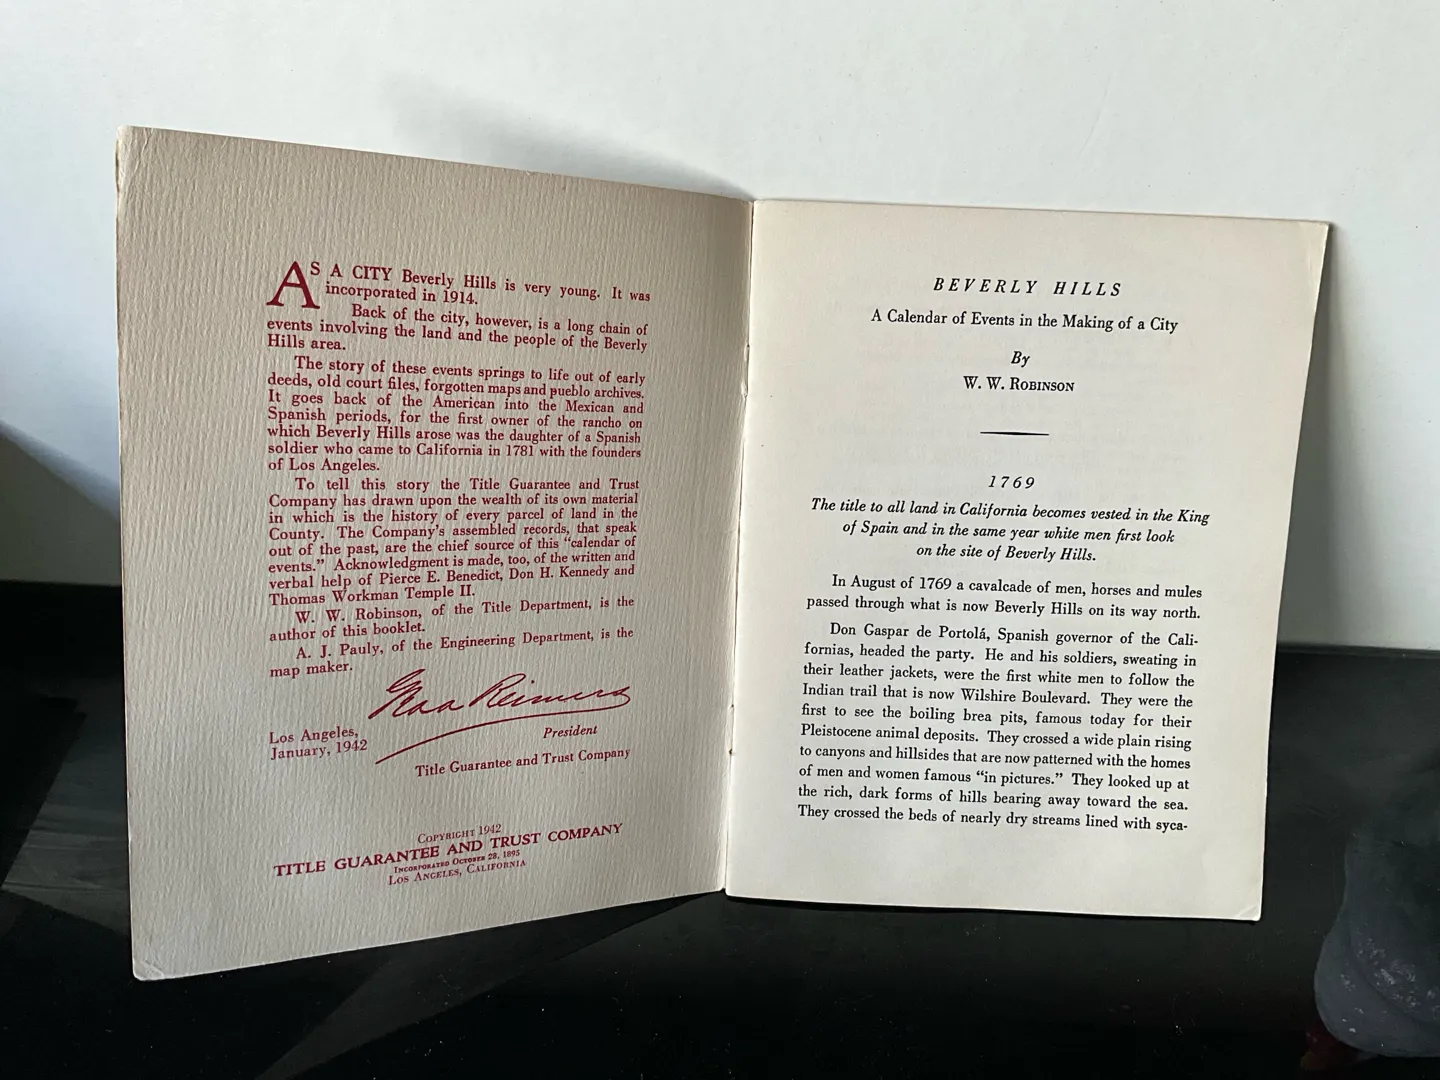 AS A CITY Beverly Hills is very young. It was
incorporated in 1914.
Back of the city, however, is a long chain of
events involving the land and the people of the Beverly
Hills area.
The story of these events springs to life out of early
deeds, old court files, forgotten maps and pueblo archives.
It goes back of the American into the Mexican and
Spanish periods, for the first owner of the rancho on
which Beverly Hills arose was the daughter of a Spanish
soldier who came to California in 1781 with the founders
of Los Angeles.
To tell this story the Title Guarantee and Trust
Company has drawn upon the wealth of its own material
in which is the history of every parcel of land in the
County. The Company's assembled records, that speak
out of the past, are the chief source of this "calendar of
events." Acknowledgment is made, too, of the written and
verbal help of Pierce E. Benedict, Don H. Kennedy and
Thomas Workman Temple II.
W. W. Robinson, of the Title Department, is the
author of this booklet.
A. J. Pauly, of the Engineering Department, is the
map maker.
Los Angeles,
January, 1942
President
Title Guarantee and Trust Company
COPYRIGHT 1942
TITLE GUARANTEE AND TRUST COMPANY
INCORPORATED OCTOBER 28, 1895
LOS ANGELES, CALIFORNIA
BEVERLY HILLS
A Calendar of Events in the Making of a City
By
W. W. ROBINSON
1769
The title to all land in California becomes vested in the King
of Spain and in the same year white men first look
on the site of Beverly Hills.
In August of 1769 a cavalcade of men, horses and mules
passed through what is now Beverly Hills on its way north.
Don Gaspar de Portolá, Spanish governor of the Cali-
fornias, headed the party. He and his soldiers, sweating in
their leather jackets, were the first white men to follow the
Indian trail that is now Wilshire Boulevard. They were the
first to see the boiling brea pits, famous today for their
Pleistocene animal deposits. They crossed a wide plain rising
to canyons and hillsides that are now patterned with the homes
of men and women famous "in pictures." They looked up at
the rich, dark forms of hills bearing away toward the sea.
They crossed the beds of nearly dry streams lined with syca-